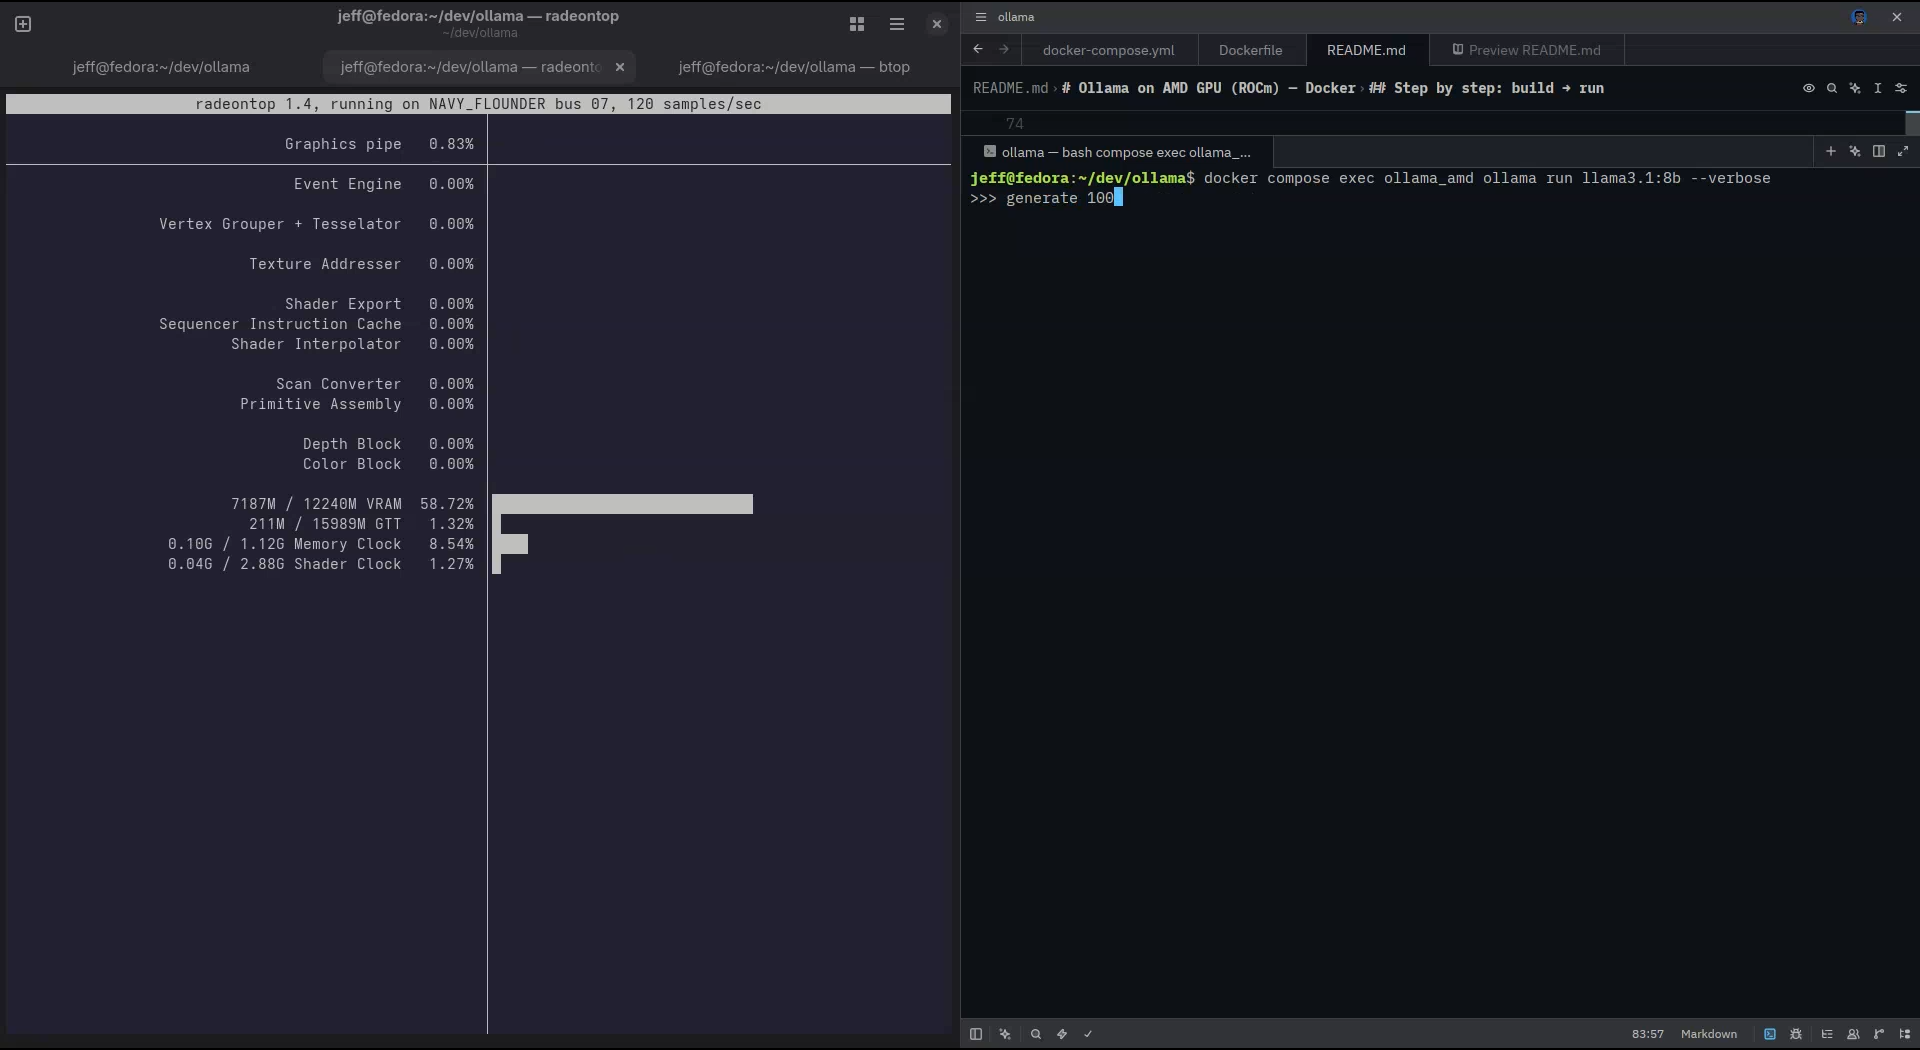 jeff@fedora:~/dev/ollama — radeontop
~/dev/ollama
jeff@fedora:~/dev/ollama
jeff@fedora:~/dev/ollama — radeonto
jeff@fedora:~/dev/ollama — btop
radeontop 1.4, running on NAVY_FLOUNDER bus 07, 120 samples/sec
Graphics pipe 0.83%
Event Engine 0.00%
Vertex Grouper + Tesselator 0.00%
Texture Addresser 0.00%
Shader Export 0.00%
Sequencer Instruction Cache 0.00%
Shader Interpolator 0.00%
Scan Converter 0.00%
Primitive Assembly 0.00%
Depth Block 0.00%
Color Block 0.00%
7187M / 12240M VRAM 58.72%
211M / 15989M GTT 1.32%
0.10G / 1.12G Memory Clock 8.54%
0.04G / 2.88G Shader Clock 1.27%
ollama
docker-compose.yml
Dockerfile
README.md
Preview README.md
README.md › # Ollama on AMD GPU (ROCm) — Docker › ## Step by step: build → run
74
ollama — bash compose exec ollama_...
jeff@fedora:~/dev/ollama$ docker compose exec ollama_amd ollama run llama3.1:8b --verbose
>>> generate 100
83:57
Markdown